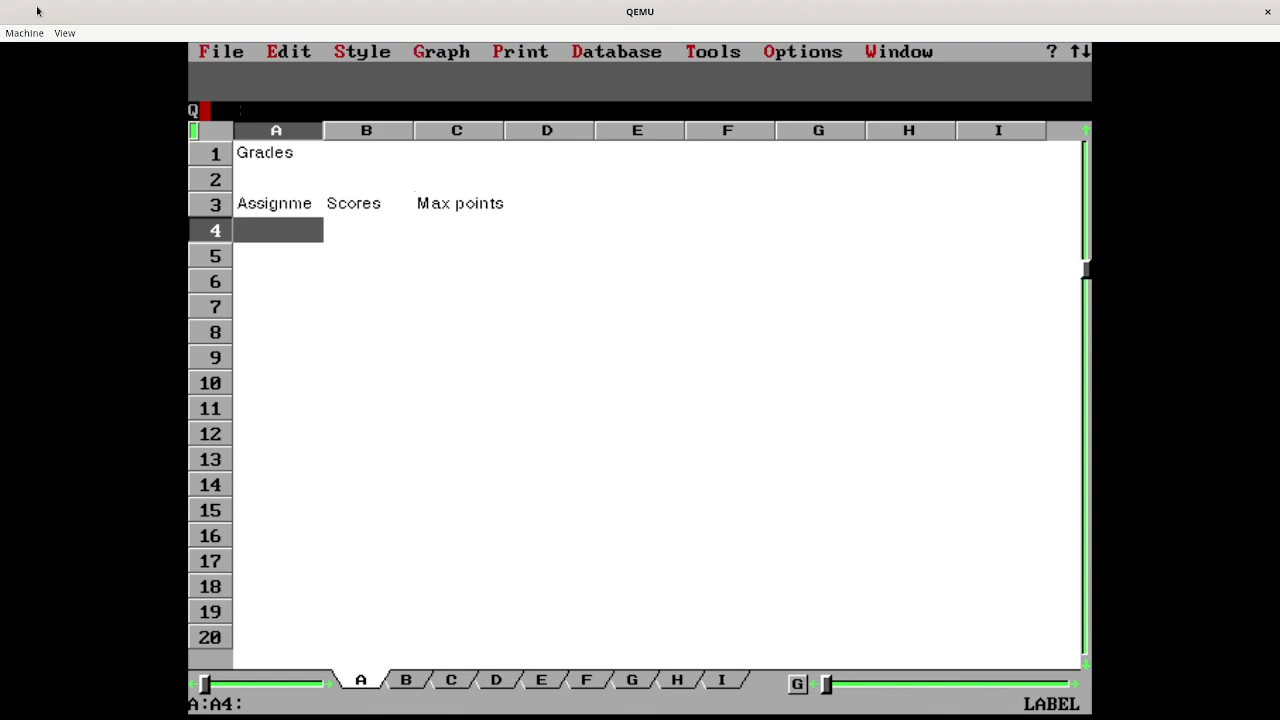 QEMU ×
Machine View
File Edit Style Graph Print Database Tools Options Window ? ↑↓
Q
A B C D E F G H I
1 Grades
2
3 Assignme Scores Max points
4
5
6
7
8
9
10
11
12
13
14
15
16
17
18
19
20
A B C D E F G H I G
A:A4: LABEL